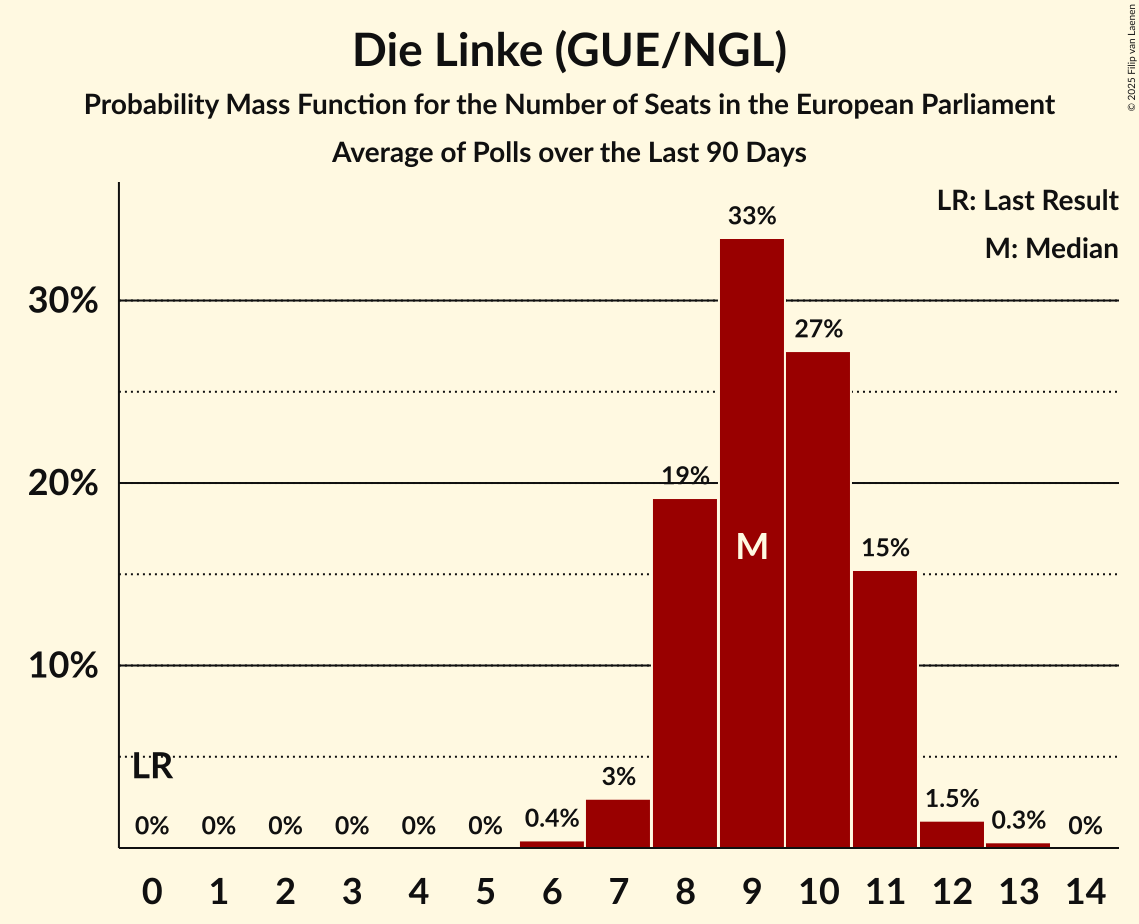 Die Linke (GUE/NGL)
Probability Mass Function for the Number of Seats in the European Parliament
Average of Polls over the Last 90 Days
© 2025 Filip van Laenen
LR: Last Result
M: Median
33%
30%
27%
20%
19%
M
15%
10%
LR
3%
0% 0% 0% 0% 0% 0% 0.4% 1.5% 0.3% 0%
0 1 2 3 4 5 6 7 8 9 10 11 12 13 14